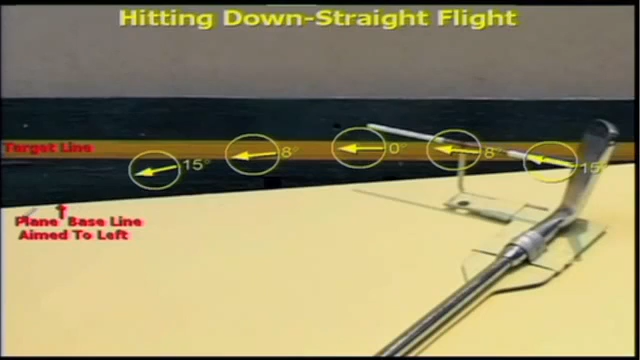 Hitting Down-Straight Flight
Target Line
15°
8°
0°
8°
15°
Plane Base Line
Aimed To Left